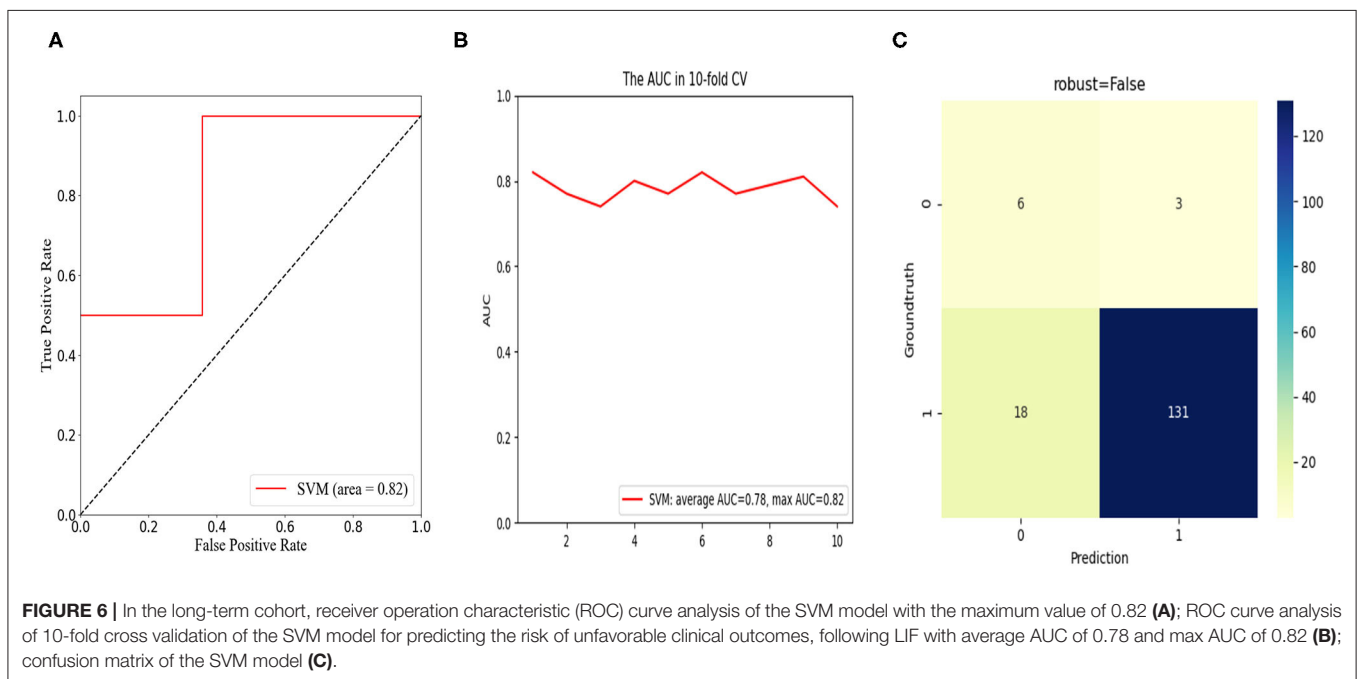 A
1.0
0.8
0.6
0.4
0.2
0.0
True Positive Rate
SVM (area = 0.82)
0.0 0.2 0.4 0.6 0.8 1.0
False Positive Rate
B
The AUC in 10-fold CV
1.0
0.8
0.6
0.4
0.2
0.0
AUC
SVM: average AUC=0.78, max AUC=0.82
2 4 6 8 10
C
robust=False
0
1
Groundtruth
6 3
18 131
0 1
Prediction
120
100
80
60
40
20
FIGURE 6 | In the long-term cohort, receiver operation characteristic (ROC) curve analysis of the SVM model with the maximum value of 0.82 (A); ROC curve analysis
of 10-fold cross validation of the SVM model for predicting the risk of unfavorable clinical outcomes, following LIF with average AUC of 0.78 and max AUC of 0.82 (B);
confusion matrix of the SVM model (C).